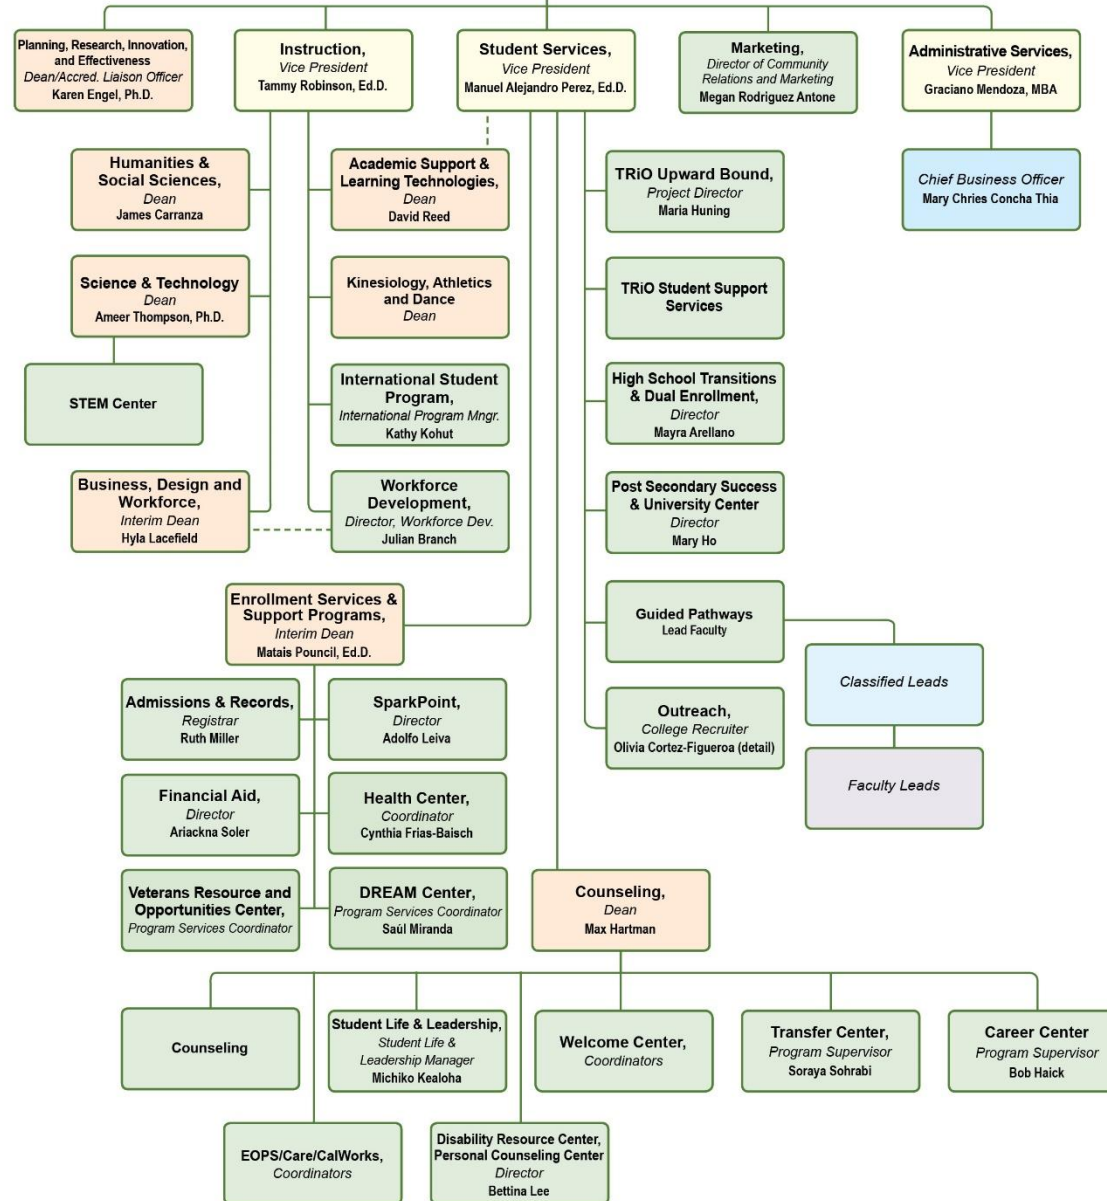 Planning, Research, Innovation,
and Effectiveness
Dean/Accred. Liaison Officer
Karen Engel, Ph.D.
Instruction,
Vice President
Tammy Robinson, Ed.D.
Student Services,
Vice President
Manuel Alejandro Perez, Ed.D.
Marketing,
Director of Community
Relations and Marketing
Megan Rodriguez Antone
Administrative Services,
Vice President
Graciano Mendoza, MBA
Humanities &
Social Sciences,
Dean
James Carranza
Academic Support &
Learning Technologies,
Dean
David Reed
TRiO Upward Bound,
Project Director
Maria Huning
Chief Business Officer
Mary Chries Concha Thia
Science & Technology
Dean
Ameer Thompson, Ph.D.
Kinesiology, Athletics
and Dance
Dean
TRiO Student Support
Services
STEM Center
International Student
Program,
International Program Mngr.
Kathy Kohut
High School Transitions
& Dual Enrollment,
Director
Mayra Arellano
Business, Design and
Workforce,
Interim Dean
Hyla Lacefield
Workforce
Development,
Director, Workforce Dev.
Julian Branch
Post Secondary Success
& University Center
Director
Mary Ho
Enrollment Services &
Support Programs,
Interim Dean
Matais Pouncil, Ed.D.
Guided Pathways
Lead Faculty
Classified Leads
Admissions & Records,
Registrar
Ruth Miller
SparkPoint,
Director
Adolfo Leiva
Outreach,
College Recruiter
Olivia Cortez-Figueroa (detail)
Faculty Leads
Financial Aid,
Director
Ariackna Soler
Health Center,
Coordinator
Cynthia Frias-Baisch
Veterans Resource and
Opportunities Center,
Program Services Coordinator
DREAM Center,
Program Services Coordinator
Saúl Miranda
Counseling,
Dean
Max Hartman
Counseling
Student Life & Leadership,
Student Life &
Leadership Manager
Michiko Kealoha
Welcome Center,
Coordinators
Transfer Center,
Program Supervisor
Soraya Sohrabi
Career Center
Program Supervisor
Bob Haick
EOPS/Care/CalWorks,
Coordinators
Disability Resource Center,
Personal Counseling Center
Director
Bettina Lee